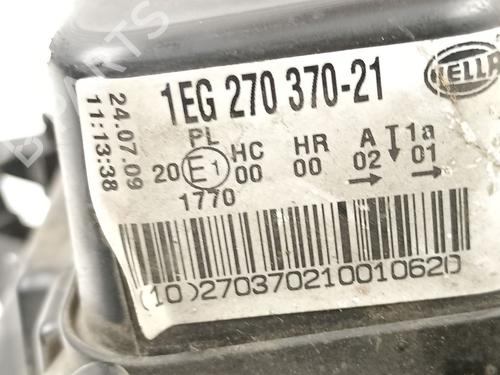 1EG 270 370-21
HELLA
24.07.09
11:13:38
PL
HC HR A 1a
20 E1 00 00 02 01
1770
(10)27037021001062D